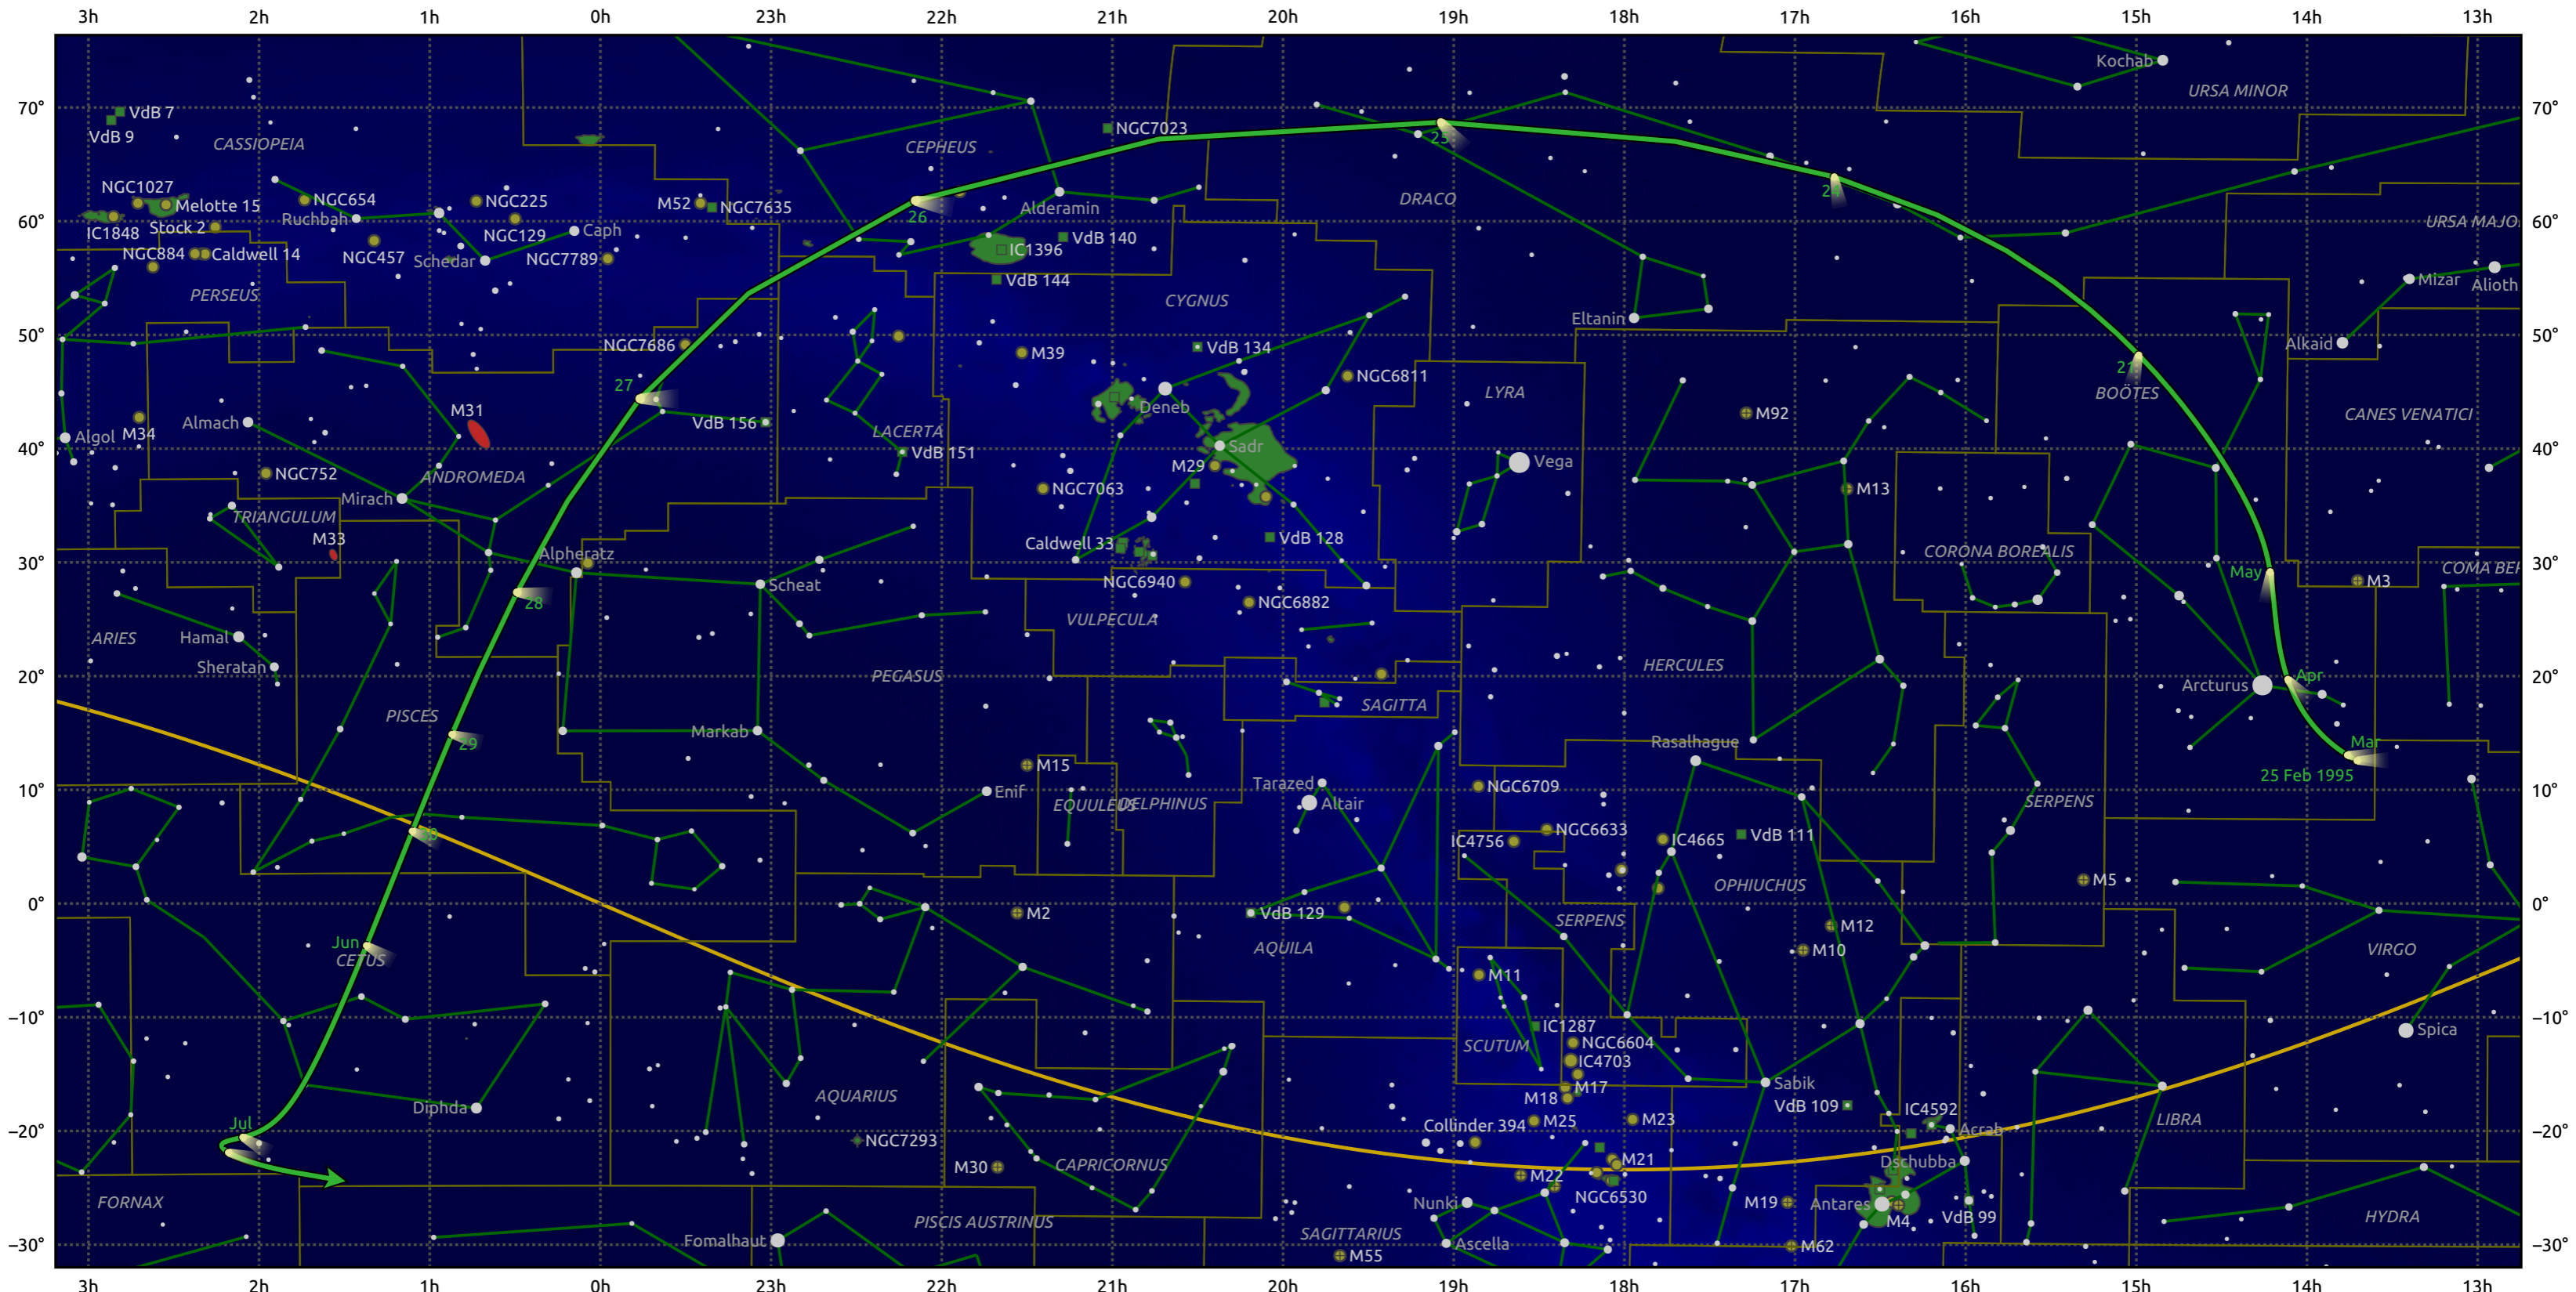 3h 2h 1h 0h 23h 22h 21h 20h 19h 18h 17h 16h 15h 14h 13h
Kochab
URSA MINOR
70° 70°
VdB 7
VdB 9
NGC7023
CASSIOPEIA
CEPHEUS
25
24
DRACO
NGC1027
Melotte 15
NGC654
NGC225
M52
NGC7635
Alderamin
26
60° 60°
IC1848
Stock 2
Ruchbah
NGC129
Caph
VdB 140
URSA MAJO
NGC884
Caldwell 14
NGC457
Schedar
NGC7789
IC1396
Mizar
Alioth
VdB 144
PERSEUS
CYGNUS
Eltanin
50° 50°
NGC7686
M39
VdB 134
Alkaid
21
27
NGC6811
LYRA
BOÖTES
Almach
M31
Deneb
M92
CANES VENATICI
Algol
M34
VdB 156
LACERTA
40° 40°
VdB 151
Sadr
M29
Vega
NGC752
ANDROMEDA
Mirach
NGC7063
M13
TRIANGULUM
M33
Alpheratz
Caldwell 33
VdB 128
CORONA BOREALIS
30° 30°
Scheat
NGC6940
May
M3
COMA BE
28
NGC6882
VULPECULA
ARIES
Hamal
Sheratan
PEGASUS
HERCULES
20° 20°
Arcturus
Apr
PISCES
SAGITTA
29
Markab
Rasalhague
Mar
M15
25 Feb 1995
10° 10°
Enif
EQUULEUS
DELPHINUS
Tarazed
Altair
NGC6709
SERPENS
30
NGC6633
IC4756
IC4665
VdB 111
OPHIUCHUS
M5
0° 0°
M2
VdB 129
SERPENS
M12
Jun
CETUS
AQUILA
M10
VIRGO
M11
−10° −10°
IC1287
Spica
SCUTUM
NGC6604
IC4703
AQUARIUS
M17
M18
Sabik
Diphda
VdB 109
IC4592
Jul
Collinder 394
M25
M23
LIBRA
−20° −20°
NGC7293
Acrab
M30
CAPRICORNUS
M21
Dschubba
M22
NGC6530
FORNAX
Nunki
M19
Antares
M4
VdB 99
PISCIS AUSTRINUS
HYDRA
Fomalhaut
SAGITTARIUS
Ascella
M62
−30° −30°
M55
3h 2h 1h 0h 23h 22h 21h 20h 19h 18h 17h 16h 15h 14h 13h